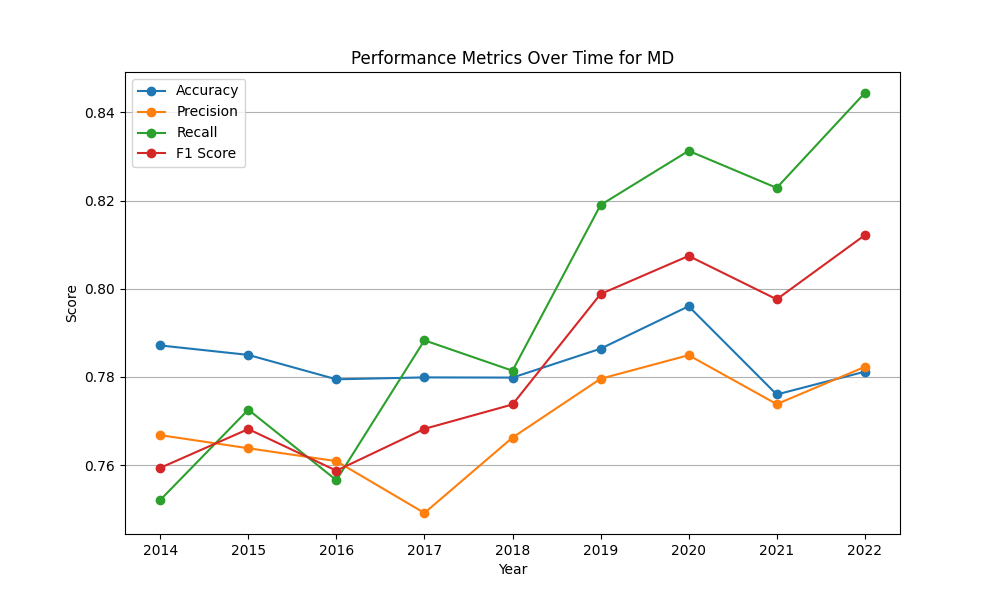 Performance Metrics Over Time for MD
Accuracy
Precision
Recall
F1 Score
Score
0.84
0.82
0.80
0.78
0.76
2014 2015 2016 2017 2018 2019 2020 2021 2022
Year